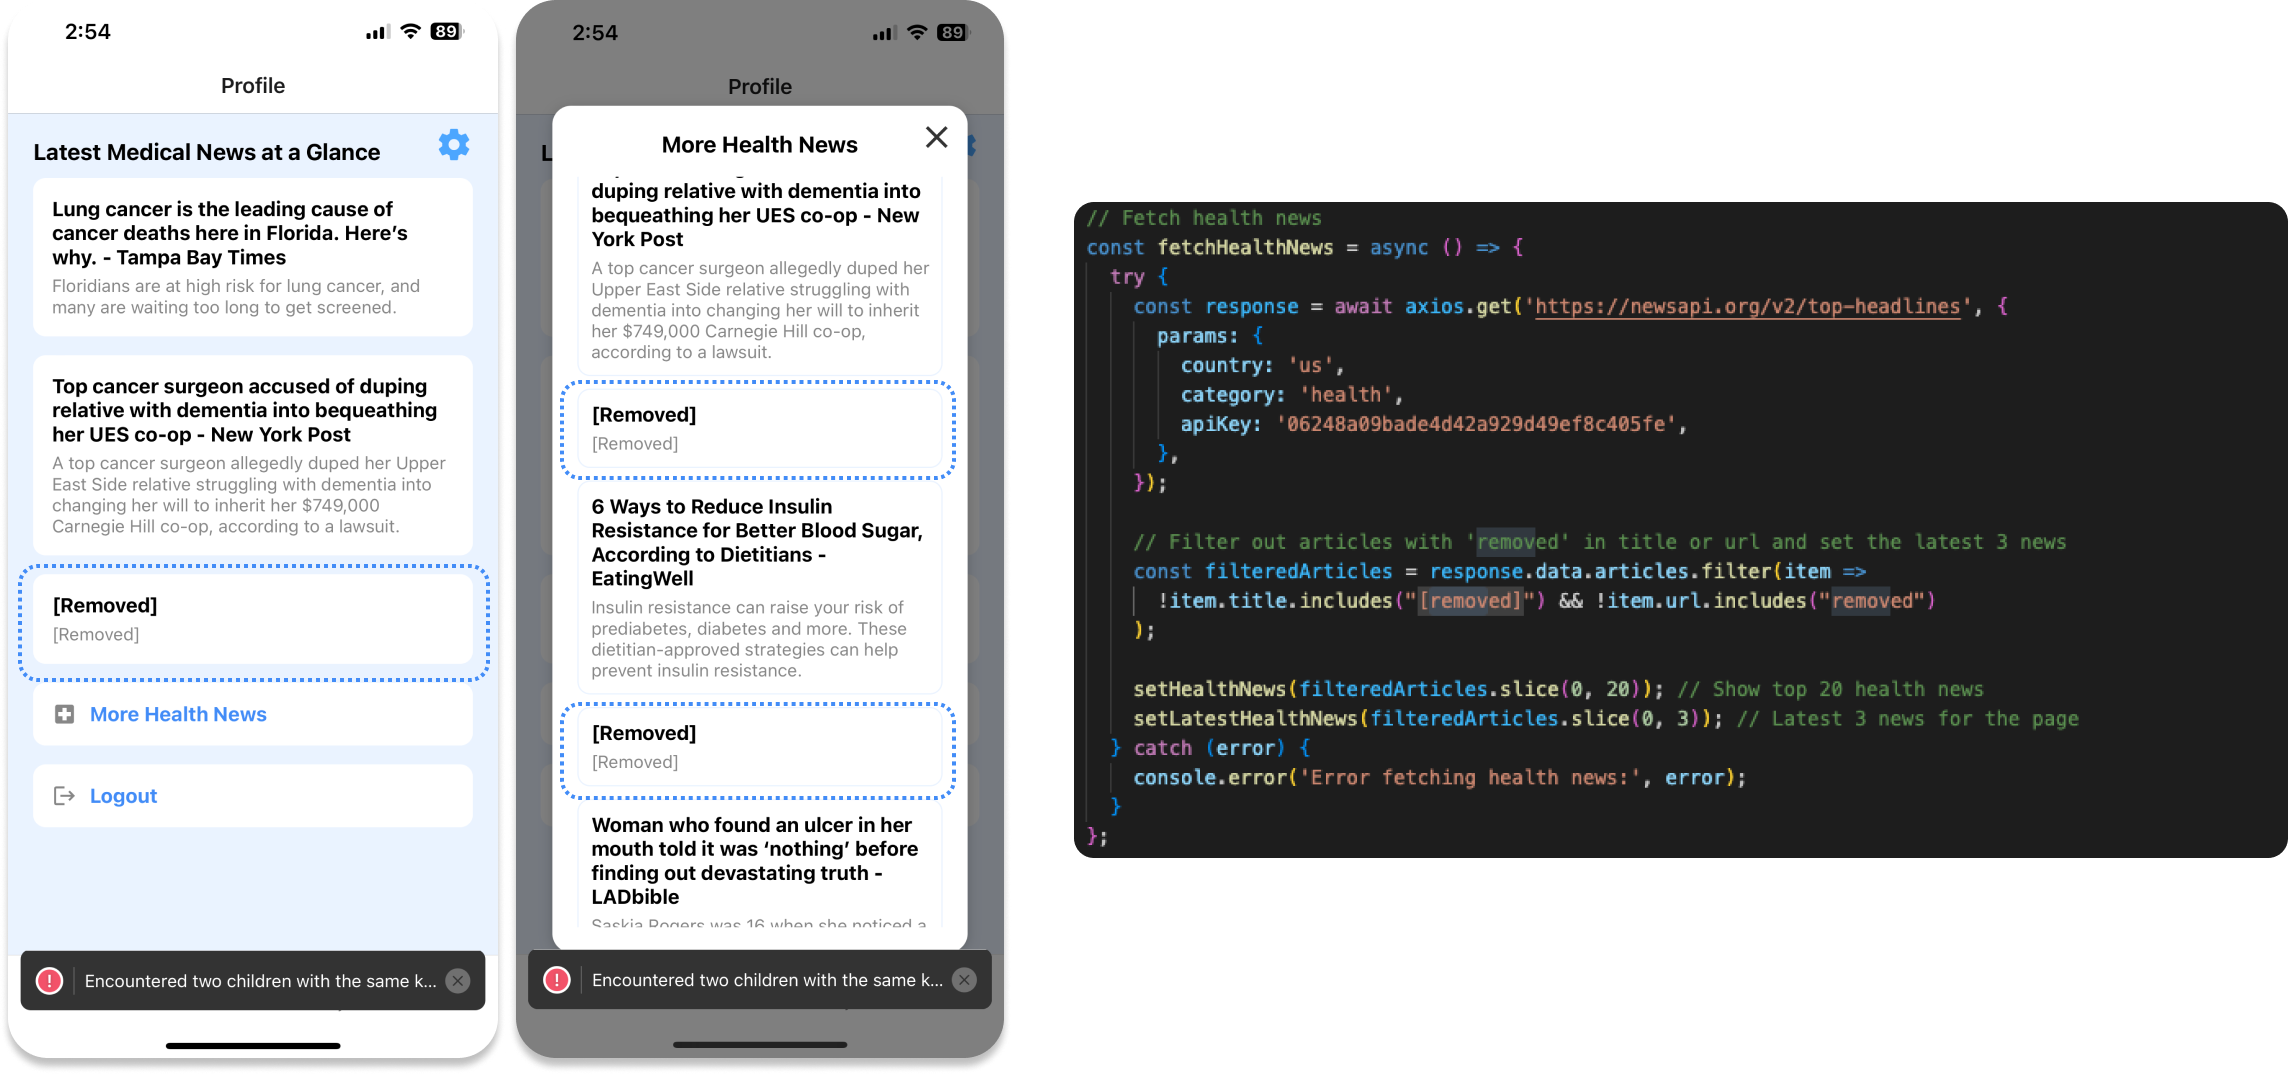 2:54
89
Profile
Latest Medical News at a Glance
Lung cancer is the leading cause of
cancer deaths here in Florida. Here’s
why. - Tampa Bay Times
Floridians are at high risk for lung cancer, and
many are waiting too long to get screened.
Top cancer surgeon accused of duping
relative with dementia into bequeathing
her UES co-op - New York Post
A top cancer surgeon allegedly duped her Upper
East Side relative struggling with dementia into
changing her will to inherit her $749,000
Carnegie Hill co-op, according to a lawsuit.
[Removed]
[Removed]
More Health News
Logout
Encountered two children with the same k...
2:54
89
Profile
More Health News
duping relative with dementia into
bequeathing her UES co-op - New
York Post
A top cancer surgeon allegedly duped her
Upper East Side relative struggling with
dementia into changing her will to inherit
her $749,000 Carnegie Hill co-op,
according to a lawsuit.
[Removed]
[Removed]
6 Ways to Reduce Insulin
Resistance for Better Blood Sugar,
According to Dietitians -
EatingWell
Insulin resistance can raise your risk of
prediabetes, diabetes and more. These
dietitian-approved strategies can help
prevent insulin resistance.
[Removed]
[Removed]
Woman who found an ulcer in her
mouth told it was ‘nothing’ before
finding out devastating truth -
LADbible
Saskia Rogers was 16 when she noticed a
Encountered two children with the same k...
// Fetch health news
const fetchHealthNews = async () => {
try {
const response = await axios.get('https://newsapi.org/v2/top-headlines', {
params: {
country: 'us',
category: 'health',
apiKey: '06248a09bade4d42a929d49ef8c405fe',
},
});
// Filter out articles with 'removed' in title or url and set the latest 3 news
const filteredArticles = response.data.articles.filter(item =>
!item.title.includes("[removed]") && !item.url.includes("removed")
);
setHealthNews(filteredArticles.slice(0, 20)); // Show top 20 health news
setLatestHealthNews(filteredArticles.slice(0, 3)); // Latest 3 news for the page
} catch (error) {
console.error('Error fetching health news:', error);
}
};